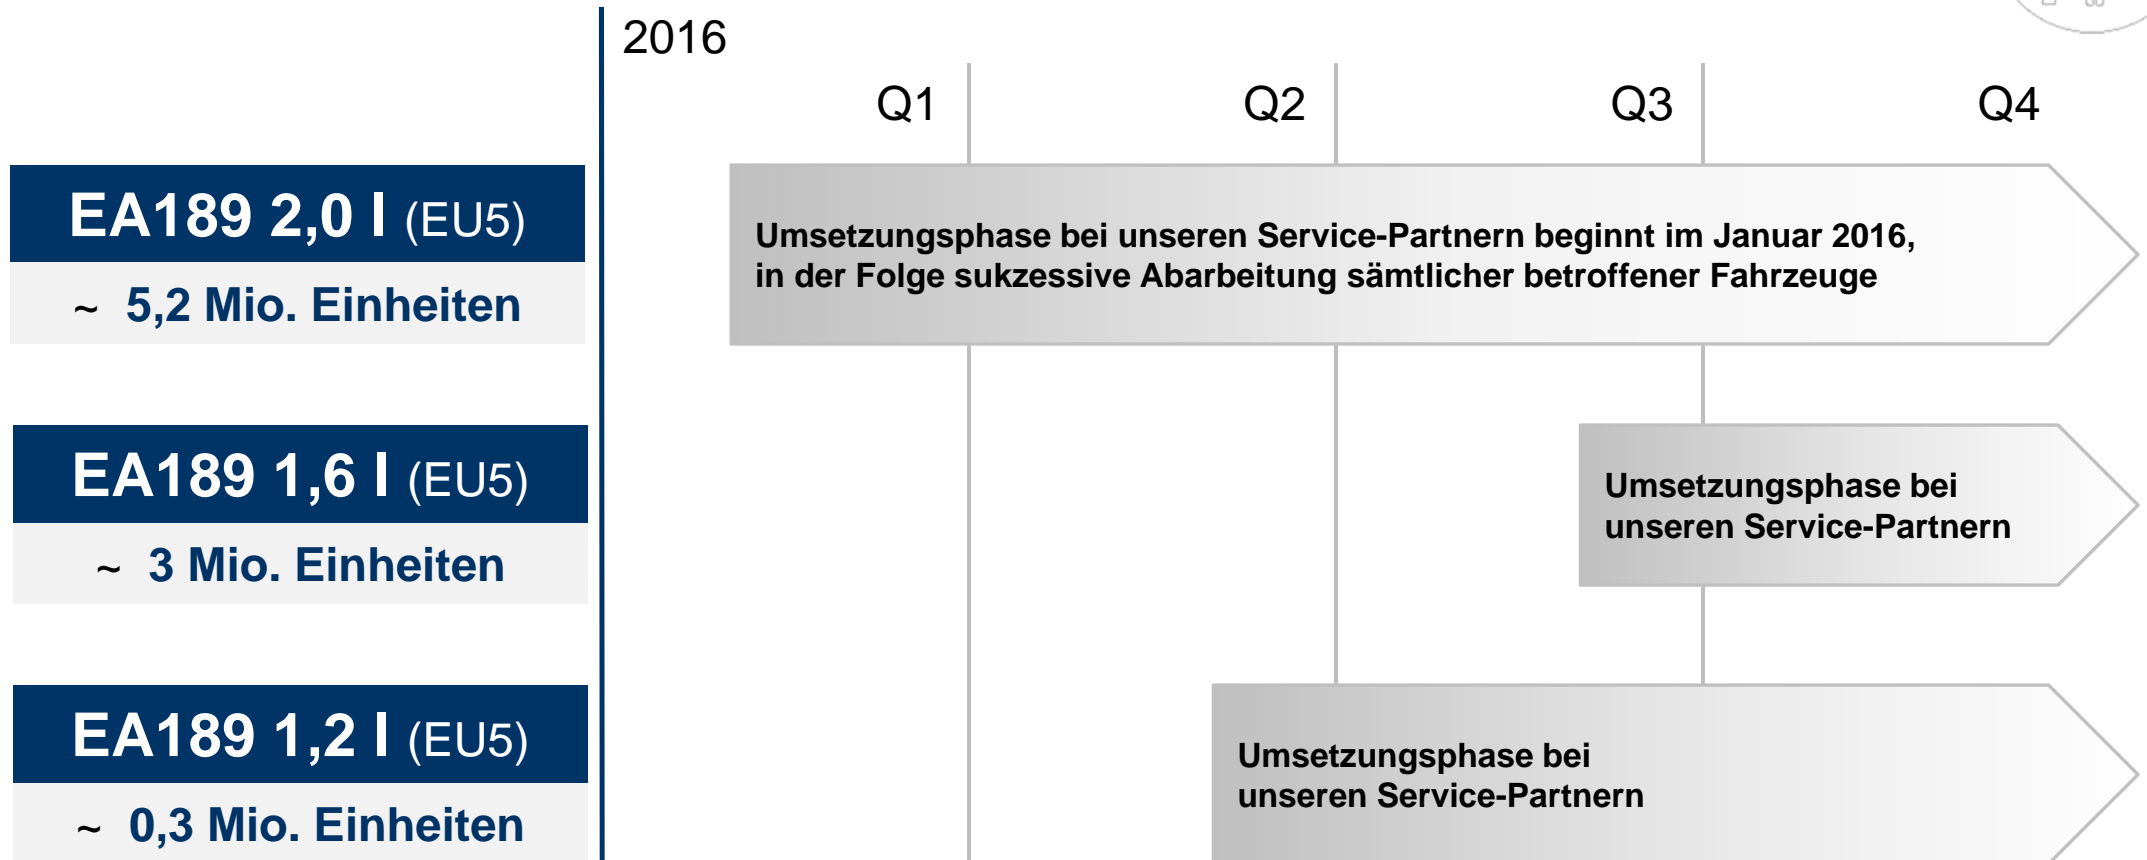 2016
Q1 Q2 Q3 Q4
EA189 2,0 l (EU5)
~ 5,2 Mio. Einheiten
Umsetzungsphase bei unseren Service-Partnern beginnt im Januar 2016,
in der Folge sukzessive Abarbeitung sämtlicher betroffener Fahrzeuge
EA189 1,6 l (EU5)
~ 3 Mio. Einheiten
Umsetzungsphase bei
unseren Service-Partnern
EA189 1,2 l (EU5)
~ 0,3 Mio. Einheiten
Umsetzungsphase bei
unseren Service-Partnern